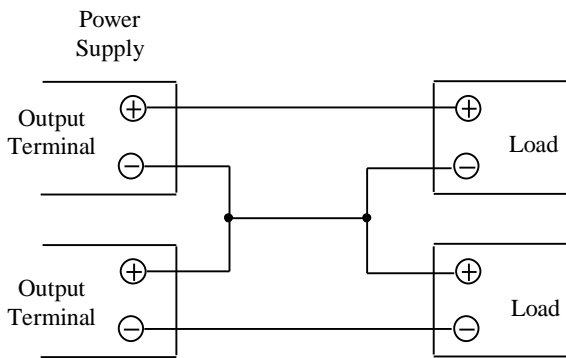 Power
Supply
+
+
Output
Terminal
Load
−
−
+
+
Output
Terminal
Load
−
−